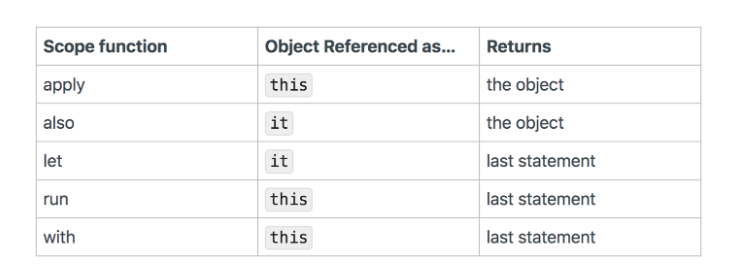 Scope function Object Referenced as... Returns
apply this the object
also it the object
let it last statement
run this last statement
with this last statement